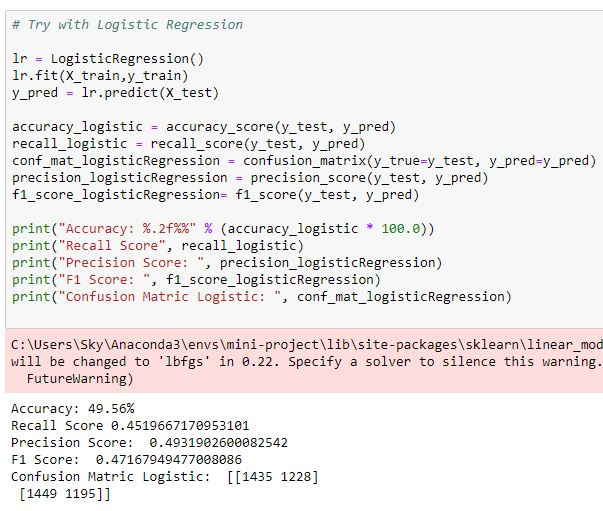 # Try with Logistic Regression
lr = LogisticRegression()
lr.fit(X_train,y_train)
y_pred = lr.predict(X_test)
accuracy_logistic = accuracy_score(y_test, y_pred)
recall_logistic = recall_score(y_test, y_pred)
conf_mat_logisticRegression = confusion_matrix(y_true=y_test, y_pred=y_pred)
precision_logisticRegression = precision_score(y_test, y_pred)
f1_score_logisticRegression= f1_score(y_test, y_pred)
print("Accuracy: %.2f%%" % (accuracy_logistic * 100.0))
print("Recall Score", recall_logistic)
print("Precision Score: ", precision_logisticRegression)
print("F1 Score: ", f1_score_logisticRegression)
print("Confusion Matric Logistic: ", conf_mat_logisticRegression)
C:\Users\Sky\Anaconda3\envs\mini-project\lib\site-packages\sklearn\linear_mod
will be changed to 'lbfgs' in 0.22. Specify a solver to silence this warning.
FutureWarning)
Accuracy: 49.56%
Recall Score 0.4519667170953101
Precision Score:  0.4931902600082542
F1 Score:  0.47167949477008086
Confusion Matric Logistic:  [[1435 1228]
[1449 1195]]